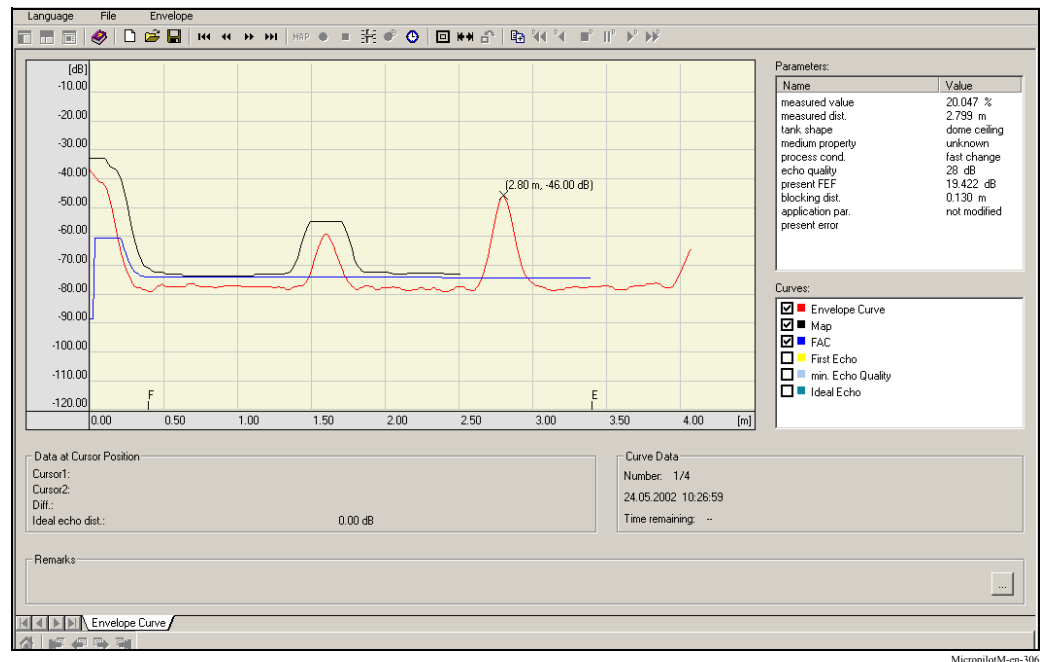 Language File Envelope
MAP
[dB]
-10.00
-20.00
-30.00
-40.00
-50.00
-60.00
-70.00
-80.00
-90.00
-100.00
-110.00
-120.00
(2.80 m, -46.00 dB)
F
E
0.00 0.50 1.00 1.50 2.00 2.50 3.00 3.50 4.00 [m]
Parameters:
Name Value
measured value 20.047 %
measured dist. 2.799 m
tank shape dome ceiling
medium property unknown
process cond. fast change
echo quality 28 dB
present FEF 19.422 dB
blocking dist. 0.130 m
application par. not modified
present error
Curves:
Envelope Curve
Map
FAC
First Echo
min. Echo Quality
Ideal Echo
Data at Cursor Position
Cursor1:
Cursor2:
Diff.:
Ideal echo dist.: 0.00 dB
Curve Data
Number: 1/4
24.05.2002 10:26:59
Time remaining: --
Remarks
...
Envelope Curve
MicropilotM-en-306